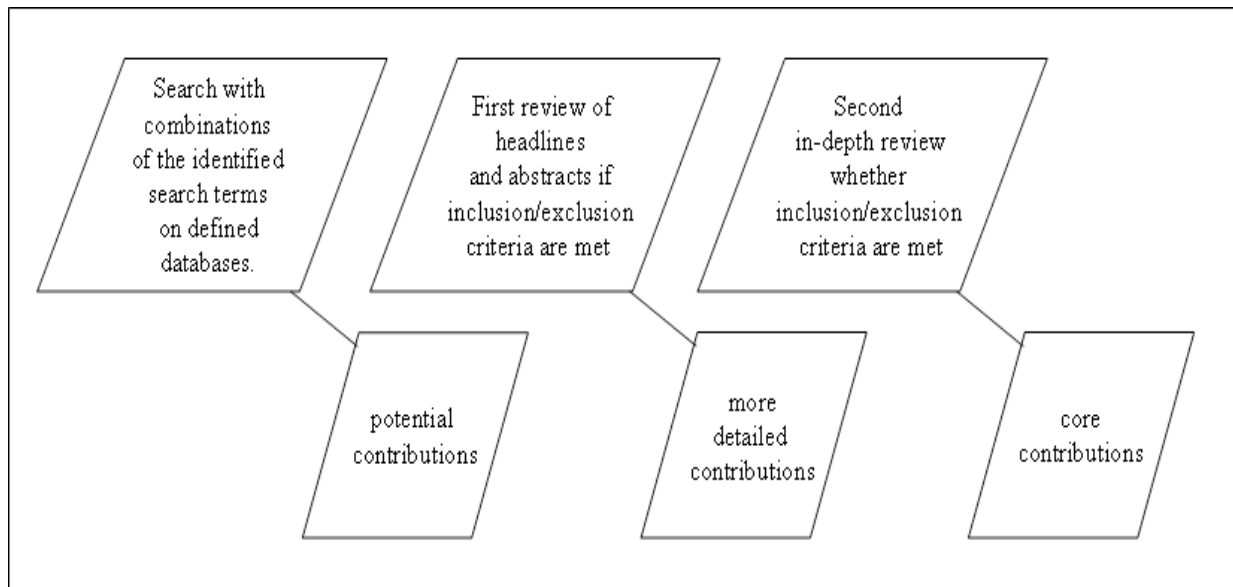 Search with
combinations
of the identified
search terms
on defined
databases.
First review of
headlines
and abstracts if
inclusion/exclusion
criteria are met
Second
in-depth review
whether
inclusion/exclusion
criteria are met
potential
contributions
more
detailed
contributions
core
contributions